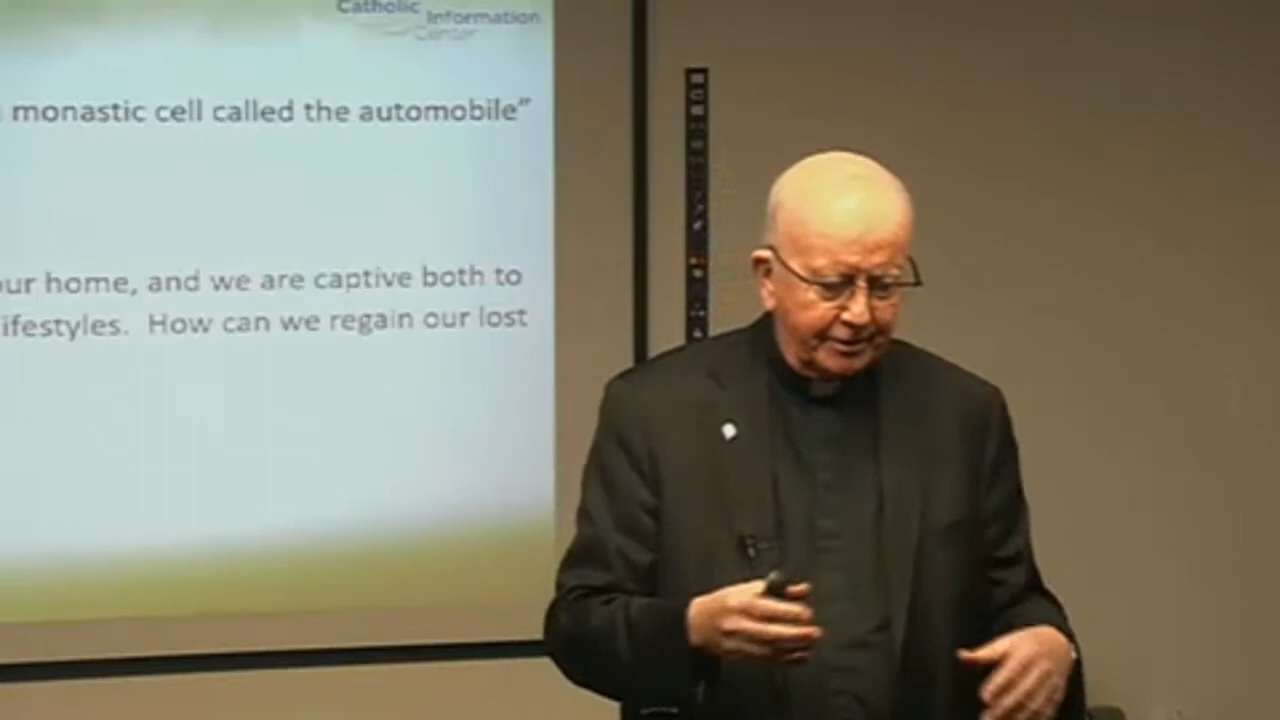 Catholic
Information
Center
monastic cell called the automobile”
our home, and we are captive both to
lifestyles. How can we regain our lost